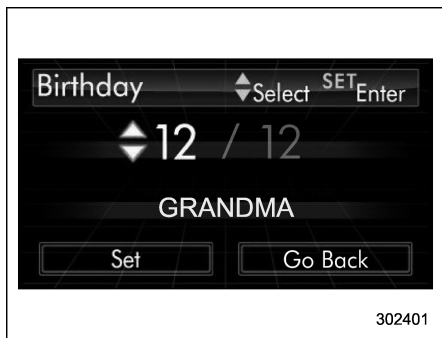 Birthday Select SET Enter
12 / 12
GRANDMA
Set Go Back
302401